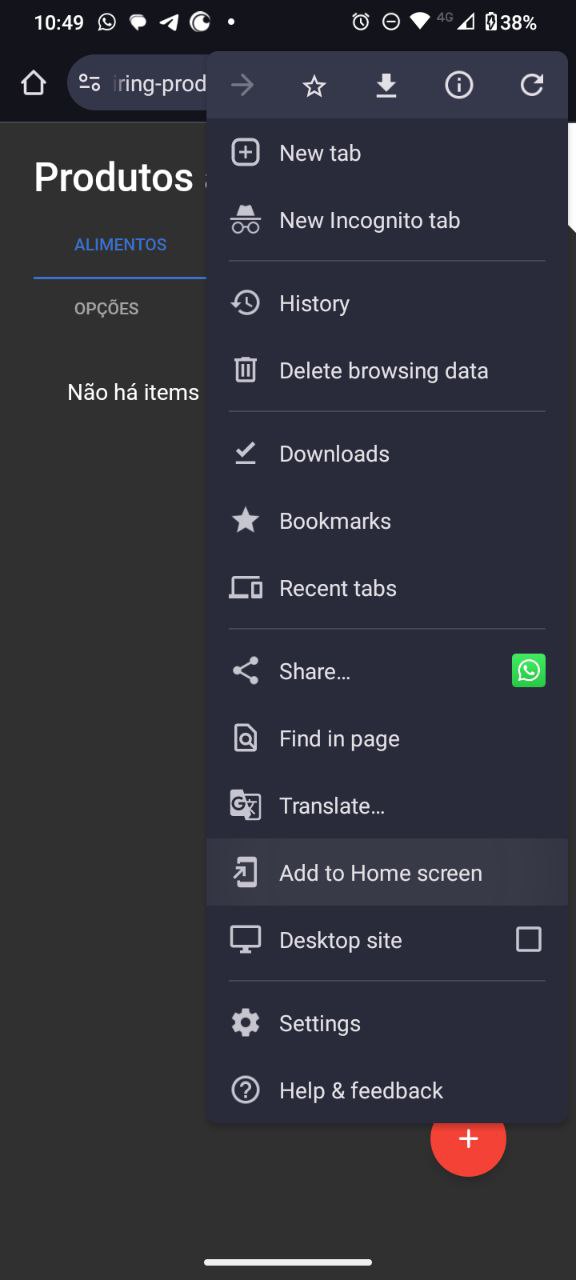 10:49
4G
38%
iring-prod
Produtos
New tab
New Incognito tab
ALIMENTOS
History
OPÇÕES
Delete browsing data
Não há items
Downloads
Bookmarks
Recent tabs
Share...
Find in page
Translate...
Add to Home screen
Desktop site
Settings
Help & feedback